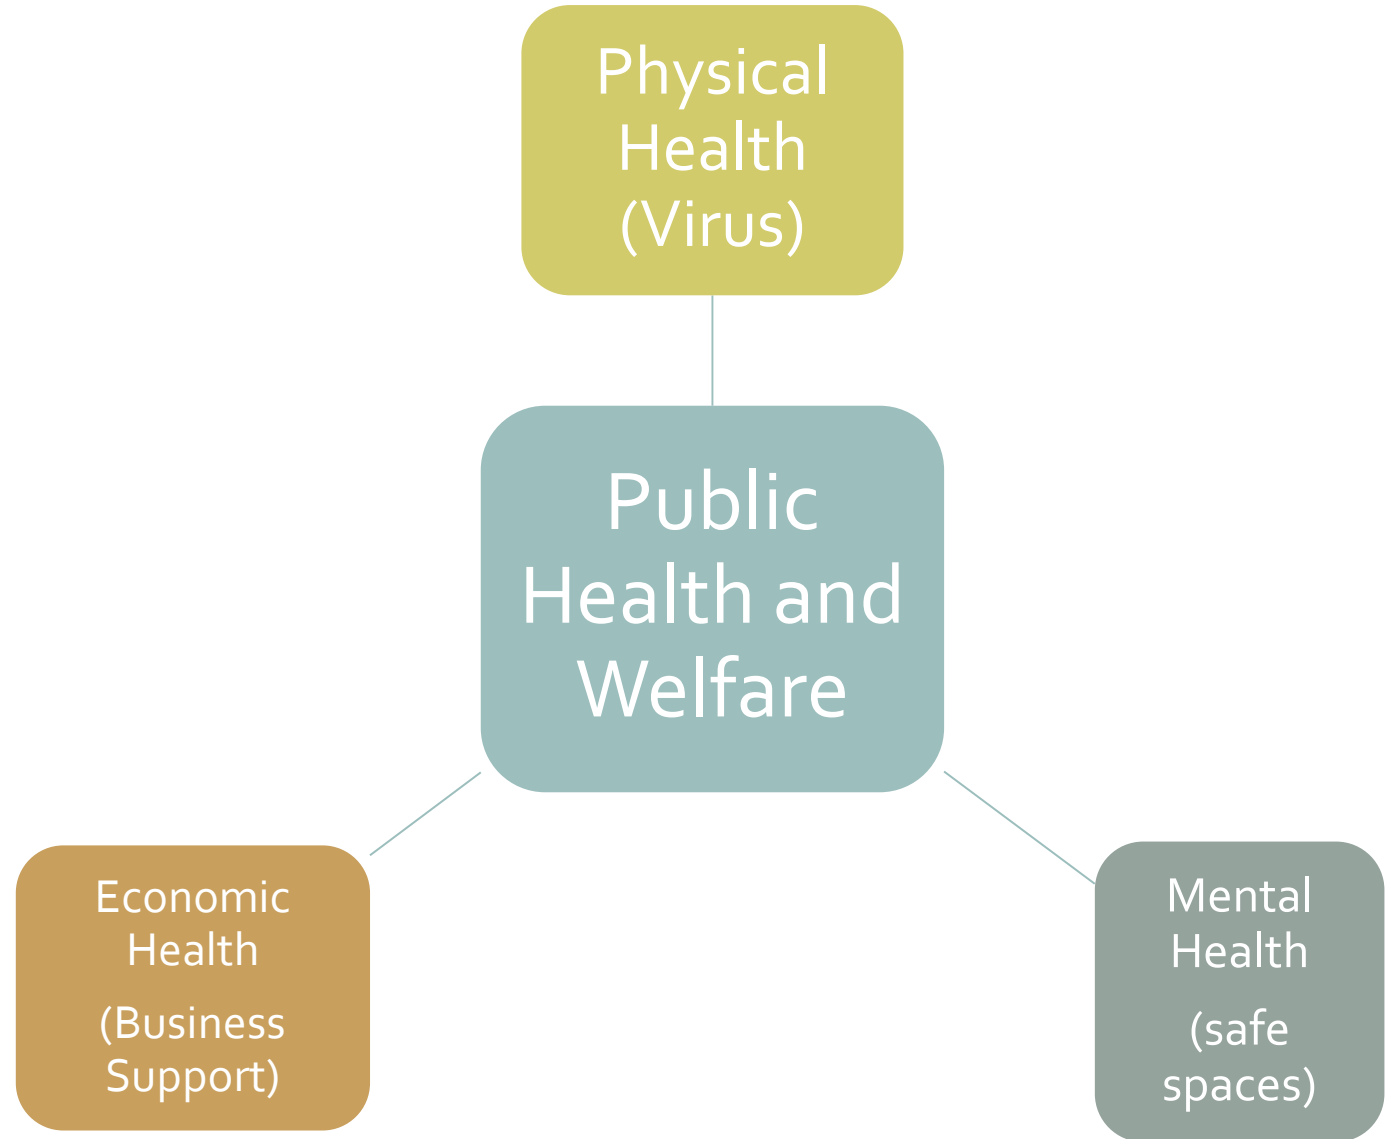 Physical
Health
(Virus)
Public
Health and
Welfare
Economic
Health
(Business
Support)
Mental
Health
(safe
spaces)